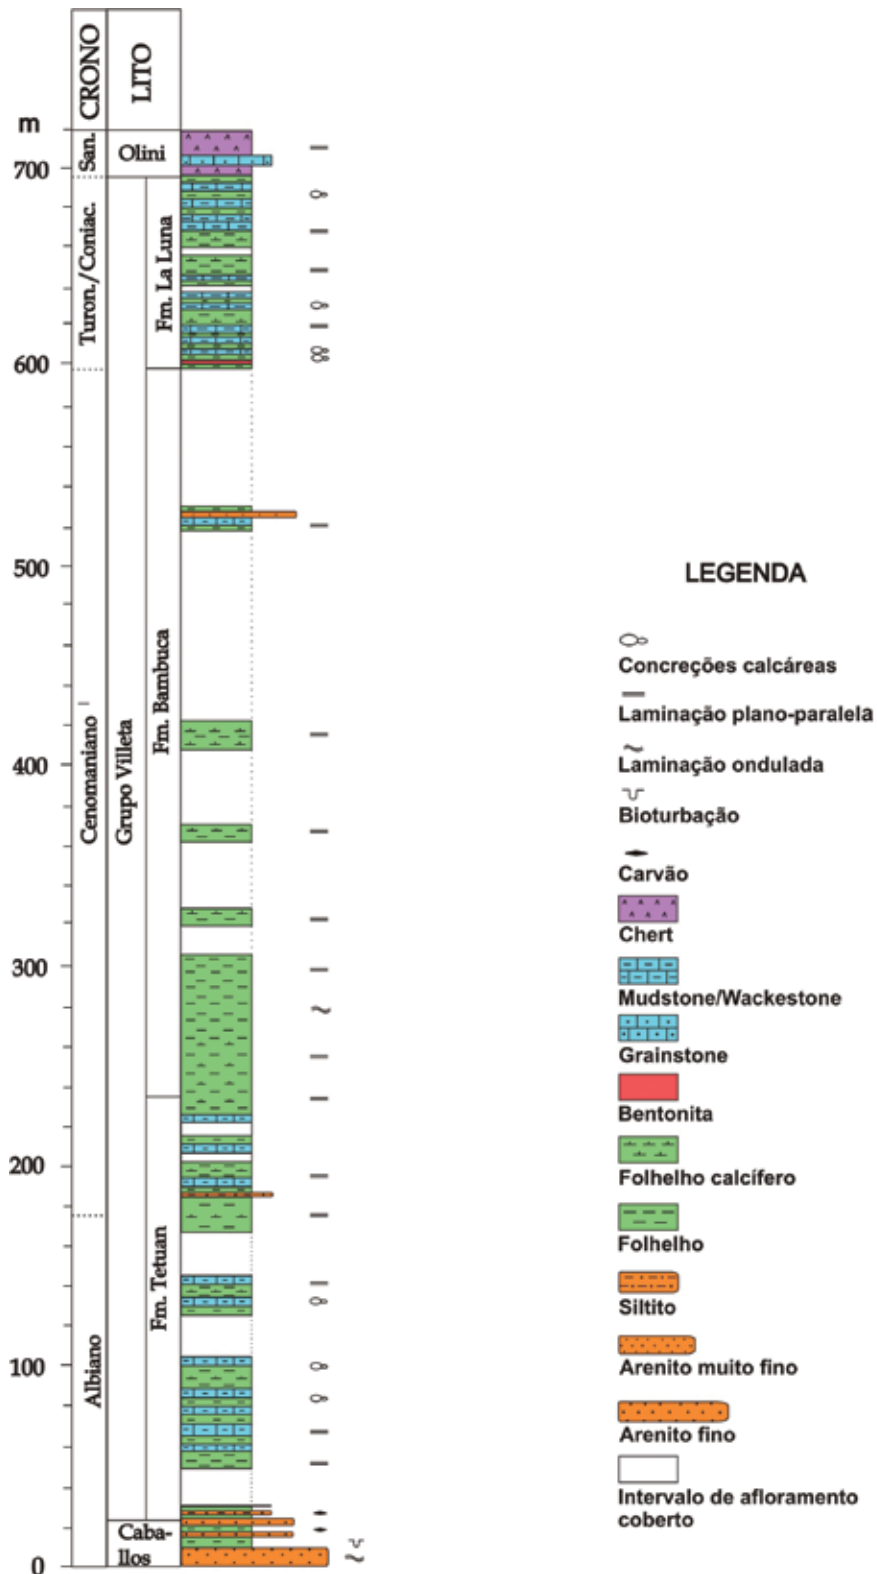 CRONO
LITO
m
San.
Olini
700
Turon./Coniac.
Fm. La Luna
600
500
Cenomaniano
Grupo Villeta
Fm. Bambuca
400
300
200
Fm. Tetuan
100
Albiano
Caba-
llos
0
LEGENDA
Concreções calcáreas
Laminação plano-paralela
Laminação ondulada
Bioturbação
Carvão
Chert
Mudstone/Wackestone
Grainstone
Bentonita
Folhelho calcífero
Folhelho
Siltito
Arenito muito fino
Arenito fino
Intervalo de afloramento
coberto